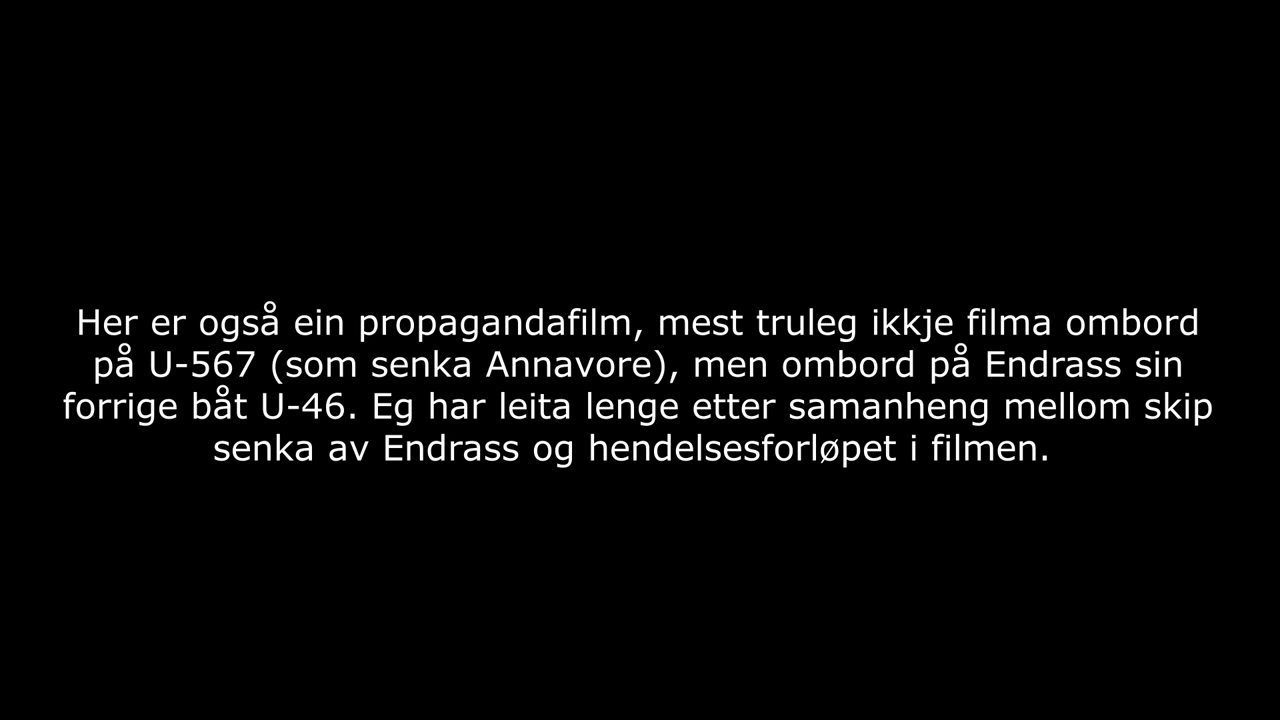 Her er også ein propagandafilm, mest truleg ikkje filma ombord
på U-567 (som senka Annavore), men ombord på Endrass sin
forrige båt U-46. Eg har leita lenge etter samanheng mellom skip
senka av Endrass og hendelsesforløpet i filmen.